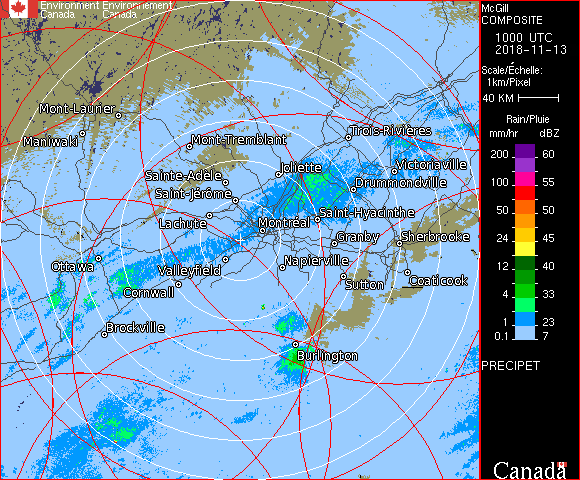 Environment Environnement
Canada Canada
McGill
COMPOSITE
1000 UTC
2018-11-13
Scale/Échelle:
1km/Pixel
40 KM
Rain/Pluie
mm/hr dBZ
200 60
100 55
50 50
24 45
12 40
4 33
1 23
0.1 7
PRECIPET
Canada
Mont-Laurier
Maniwaki
Mont-Tremblant
Trois-Rivières
Sainte-Adèle
Joliette
Victoriaville
Saint-Jérôme
Drummondville
Lachute
Montréal
Saint-Hyacinthe
Granby
Sherbrooke
Ottawa
Valleyfield
Napierville
Cornwall
Sutton
Coaticook
Brockville
Burlington